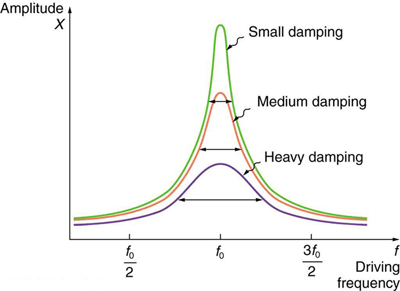 Amplitude
X
Small damping
Medium damping
Heavy damping
f₀/2
f₀
3f₀/2
f
Driving
frequency